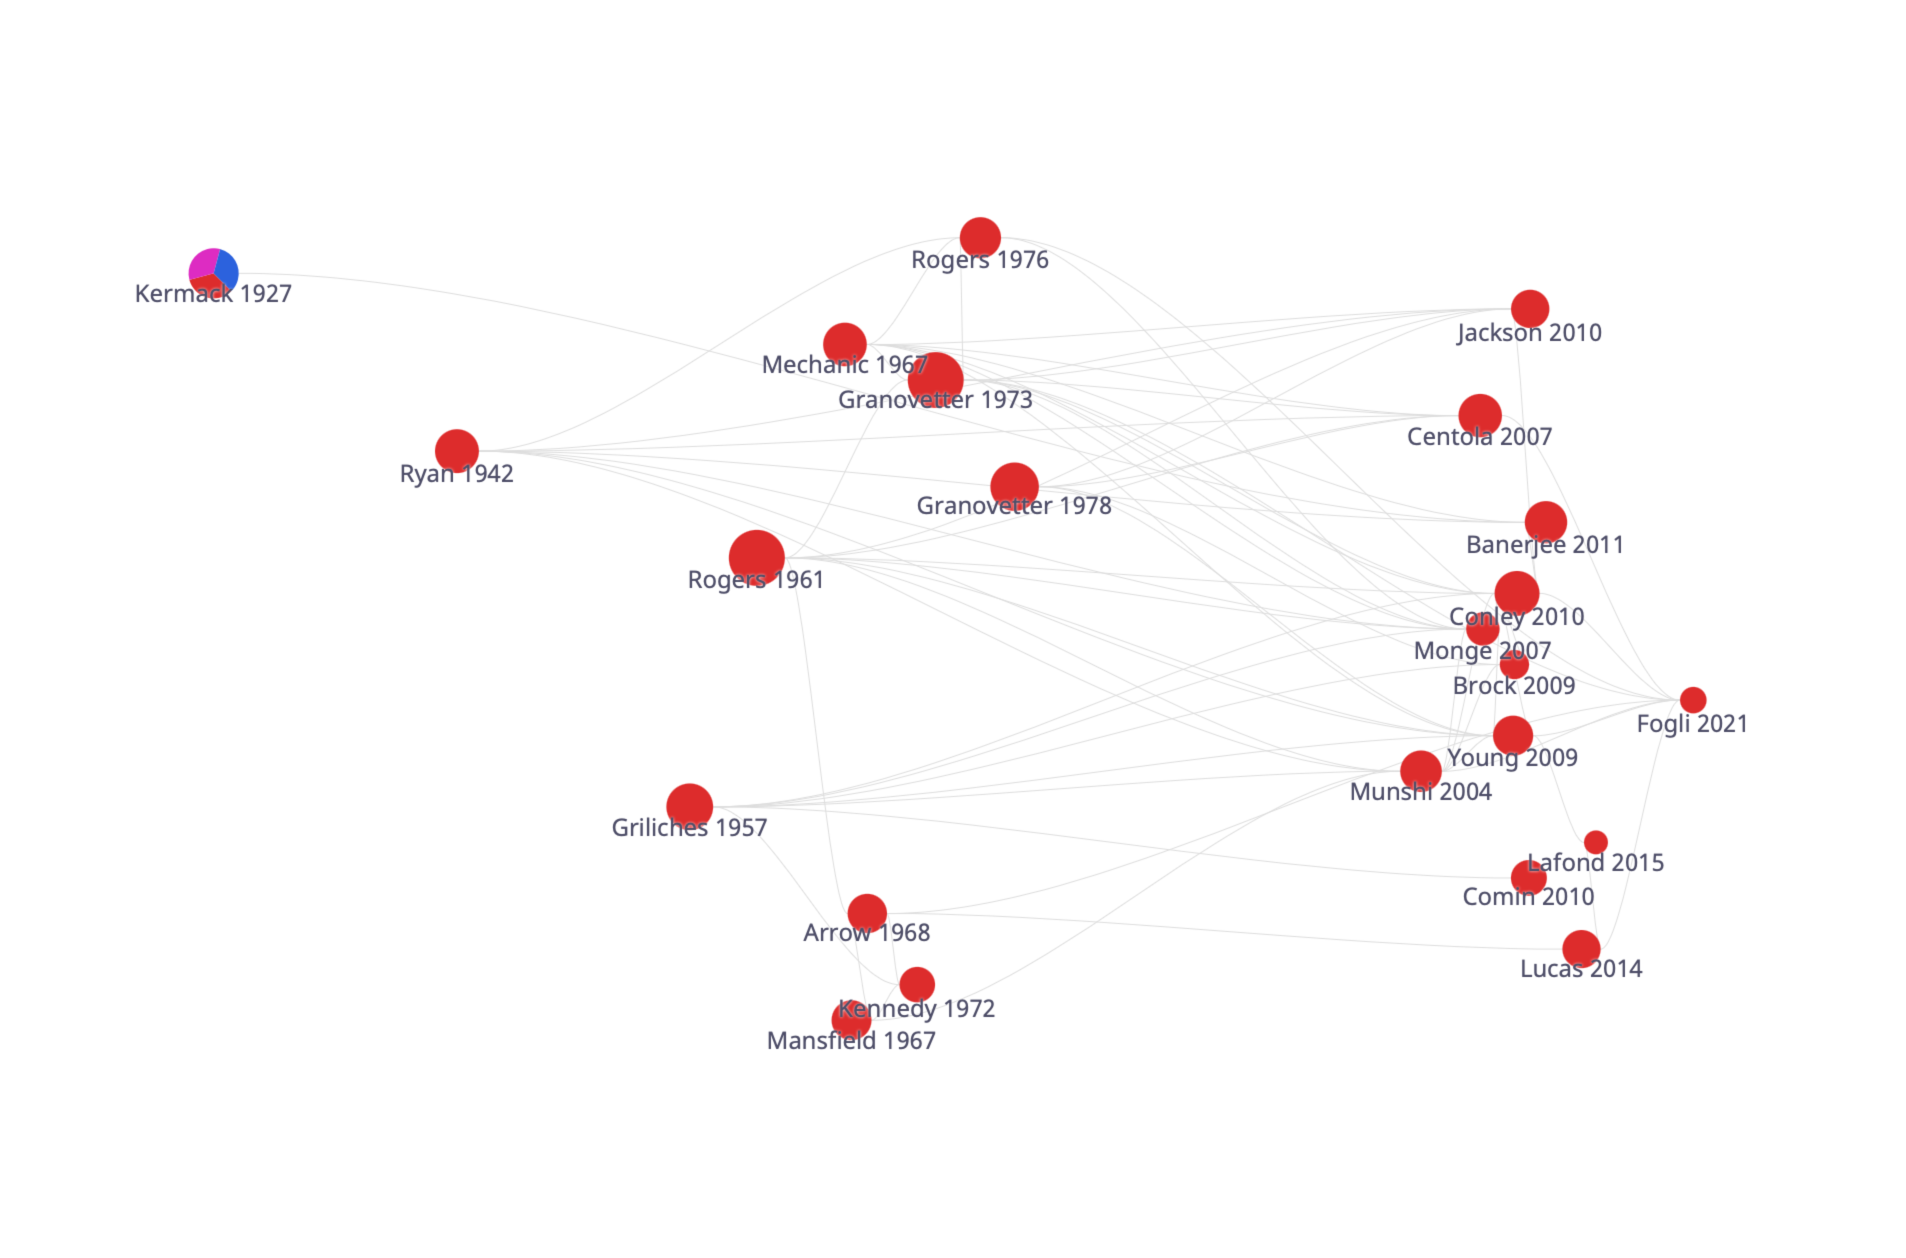 Rogers 1976
Kermack 1927
Jackson 2010
Mechanic 1967
Granovetter 1973
Centola 2007
Ryan 1942
Granovetter 1978
Banerjee 2011
Rogers 1961
Conley 2010
Monge 2007
Brock 2009
Fogli 2021
Young 2009
Munshi 2004
Griliches 1957
Lafond 2015
Comin 2010
Arrow 1968
Lucas 2014
Kennedy 1972
Mansfield 1967